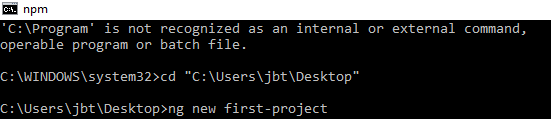 npm
'C:\Program' is not recognized as an internal or external command,
operable program or batch file.
C:\WINDOWS\system32>cd "C:\Users\jbt\Desktop"
C:\Users\jbt\Desktop>ng new first-project